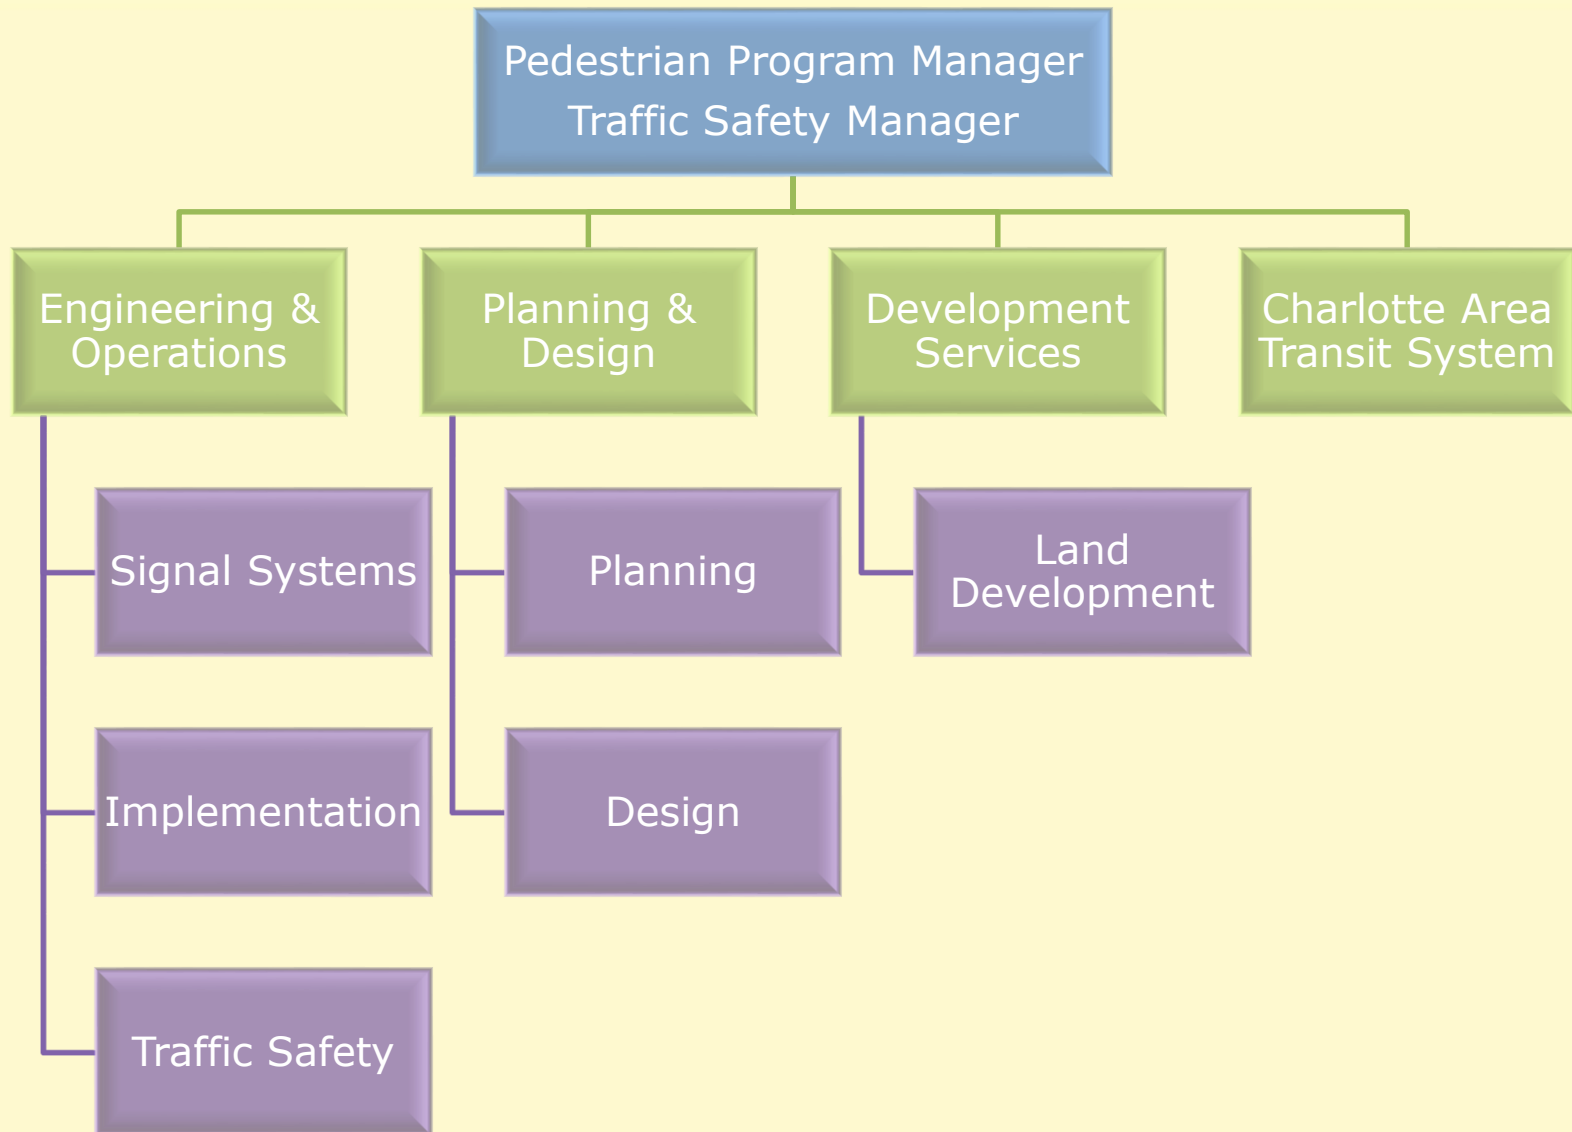 Pedestrian Program Manager
Traffic Safety Manager
Engineering &
Operations
Planning &
Design
Development
Services
Charlotte Area
Transit System
Signal Systems
Planning
Land
Development
Implementation
Design
Traffic Safety